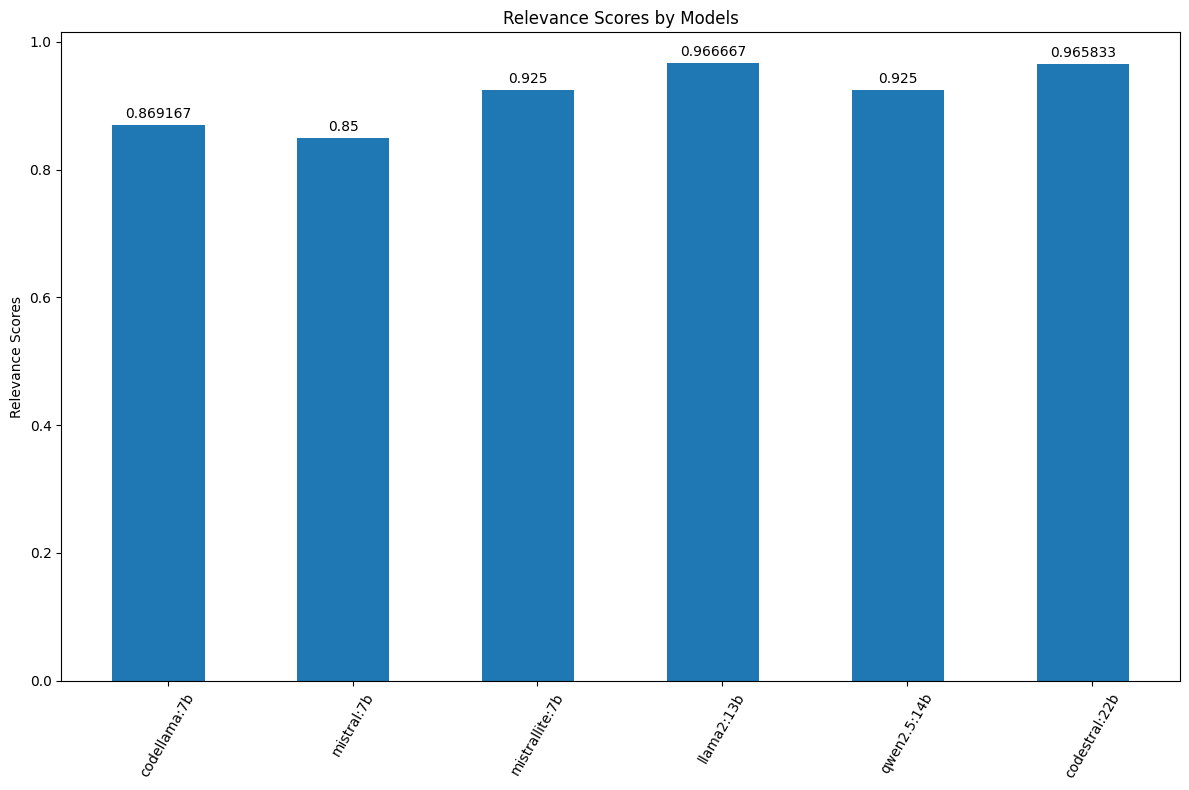 Relevance Scores by Models
Relevance Scores
1.0
0.8
0.6
0.4
0.2
0.0
0.869167
0.85
0.925
0.966667
0.925
0.965833
codellama:7b
mistral:7b
mistrallite:7b
llama2:13b
qwen2.5:14b
codestral:22b